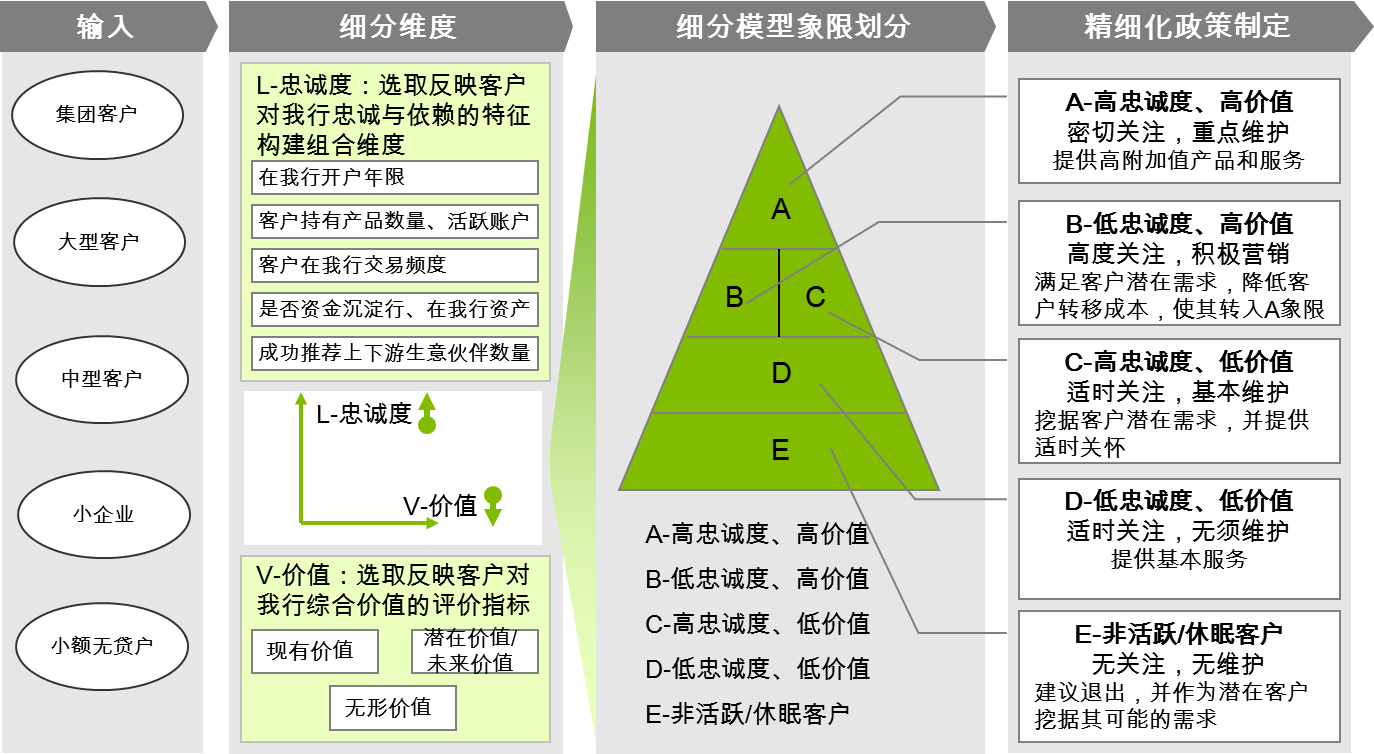 输入
集团客户
大型客户
中型客户
小企业
小额无贷户
细分维度
L-忠诚度：选取反映客户
对我行忠诚与依赖的特征
构建组合维度
在我行开户年限
客户持有产品数量、活跃账户
客户在我行交易频度
是否资金沉淀行、在我行资产
成功推荐上下游生意伙伴数量
L-忠诚度
V-价值
V-价值：选取反映客户对
我行综合价值的评价指标
现有价值
潜在价值/
未来价值
无形价值
细分模型象限划分
A
B
C
D
E
A-高忠诚度、高价值
B-低忠诚度、高价值
C-高忠诚度、低价值
D-低忠诚度、低价值
E-非活跃/休眠客户
精细化政策制定
A-高忠诚度、高价值
密切关注，重点维护
提供高附加值产品和服务
B-低忠诚度、高价值
高度关注，积极营销
满足客户潜在需求，降低客
户转移成本，使其转入A象限
C-高忠诚度、低价值
适时关注，基本维护
挖据客户潜在需求，并提供
适时关怀
D-低忠诚度、低价值
适时关注，无须维护
提供基本服务
E-非活跃/休眠客户
无关注，无维护
建议退出，并作为潜在客户
挖据其可能的需求